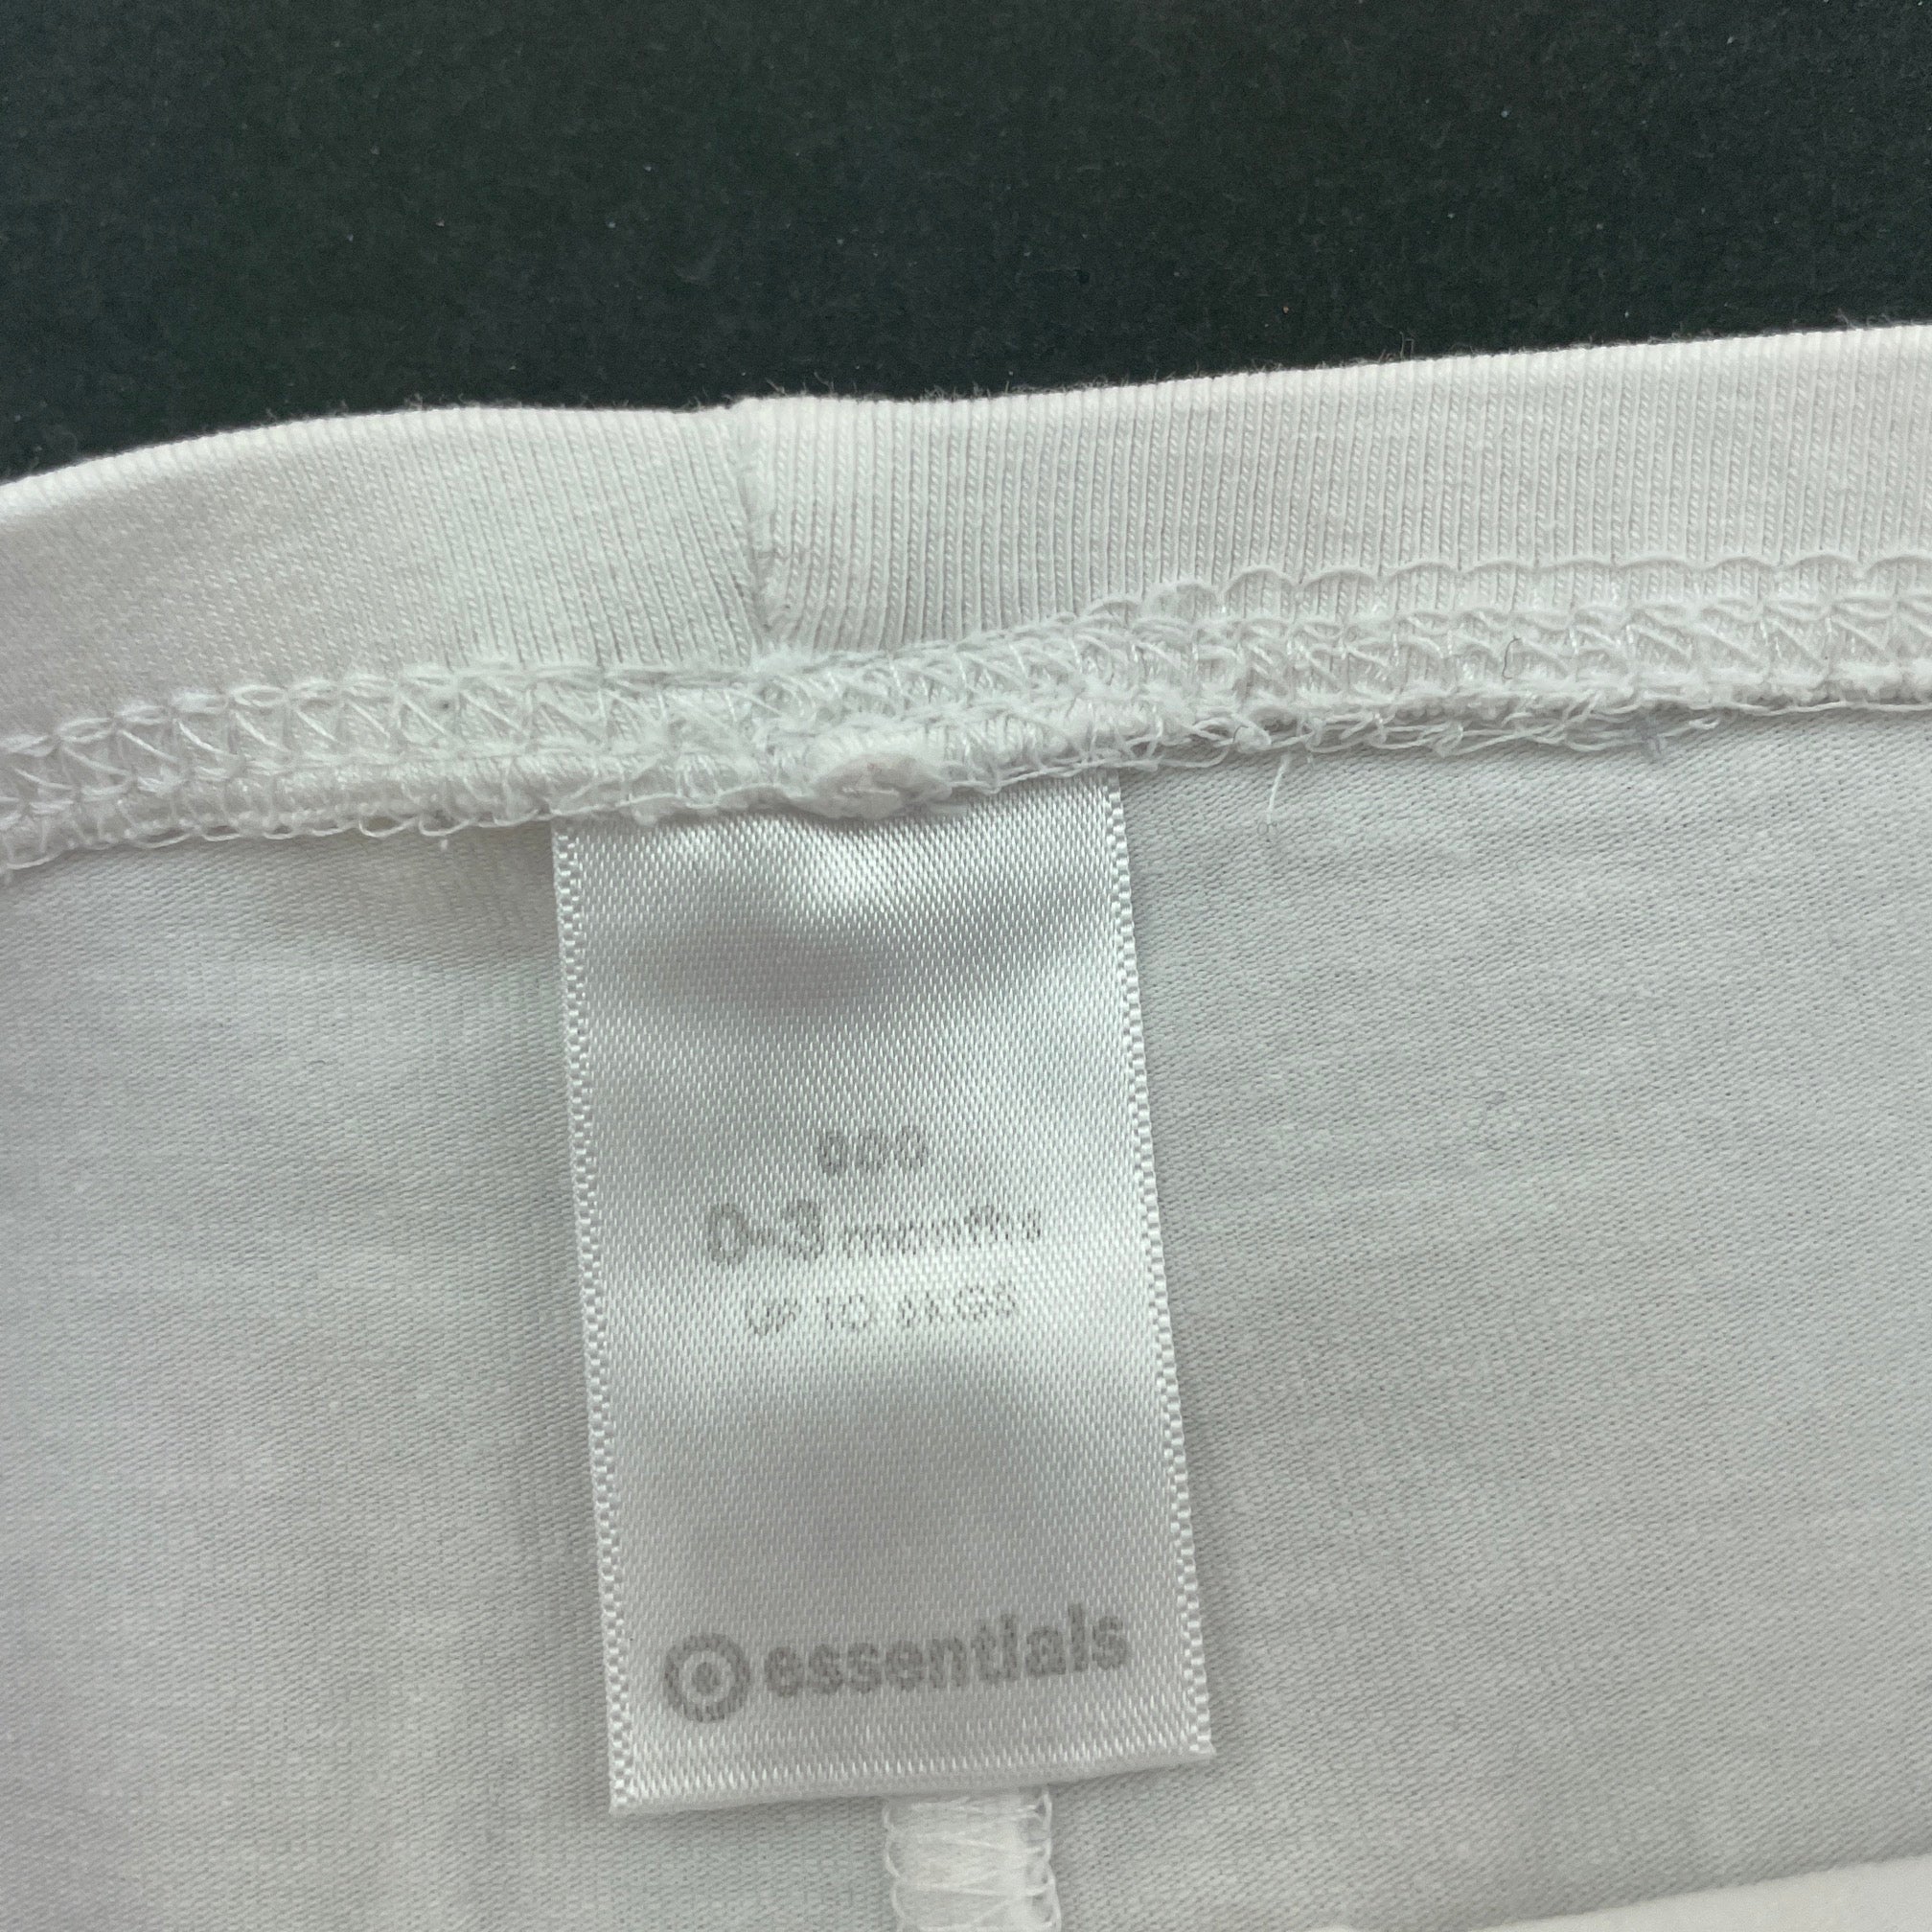 000
0-3 months
UP TO 6KGS
essentials